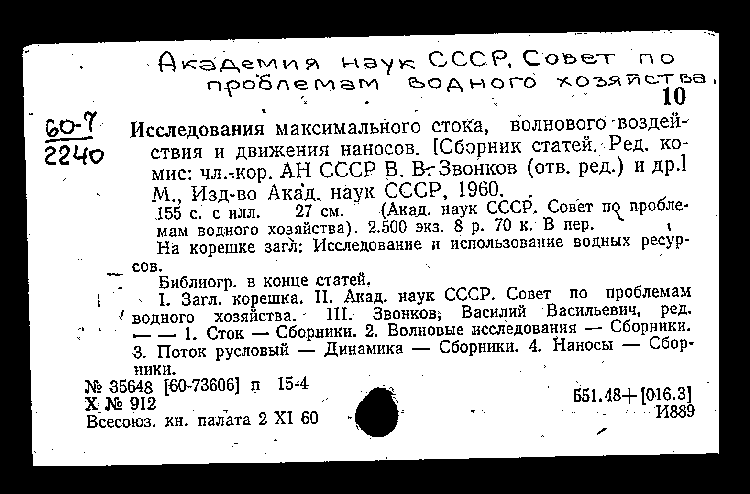 Академия наук СССР. Совет по
проблемам водного хозяйства.
10
60-7
2240
Исследования максимального стока, волнового воздей-
ствия и движения наносов. [Сборник статей. Ред. ко-
мис: чл.-кор. АН СССР В. В. Звонков (отв. ред.) и др.]
М., Изд-во Акад. наук СССР, 1960.
155 с. с илл. 27 см. (Акад. наук СССР. Совет по пробле-
мам водного хозяйства). 2.500 экз. 8 р. 70 к. В пер.
На корешке загл: Исследование и использование водных ресур-
сов.
Библиогр. в конце статей.
I. Загл. корешка. II. Акад. наук СССР. Совет по проблемам
водного хозяйства. III. Звонков, Василий Васильевич, ред.
— — 1. Сток — Сборники. 2. Волновые исследования — Сборники.
3. Поток русловый — Динамика — Сборники. 4. Наносы — Сбор-
ники.
№ 35648 [60-73606] п 15-4
X № 912
Б51.48+[016.3]
Всесоюз. кн. палата 2 XI 60
И889